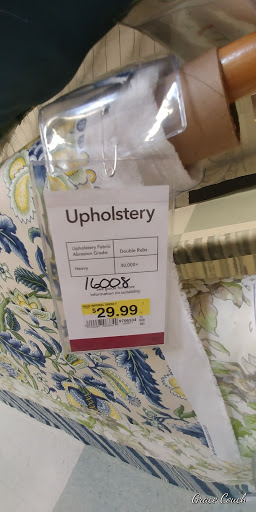 Upholstery
Upholstery Fabric
Abrasion Grade
Double Rubs
Heavy
30,000+
16008
$29.99
Grace Couch